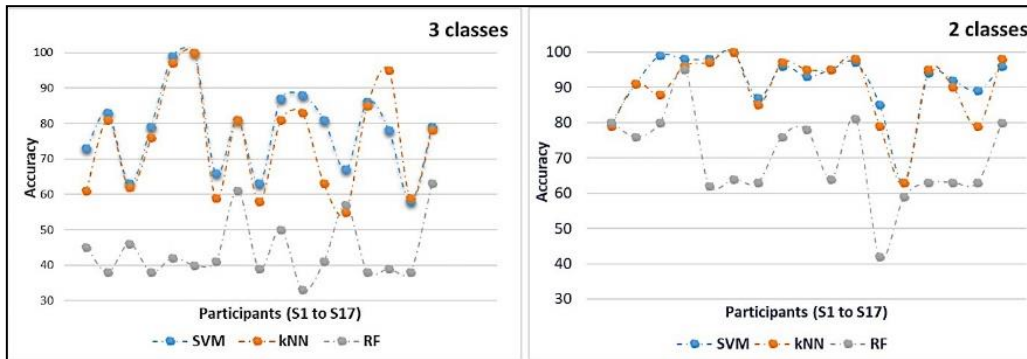 3 classes
100
90
80
70
60
50
40
30
Accuracy
Participants (S1 to S17)
SVM kNN RF
2 classes
100
90
80
70
60
50
40
30
Accuracy
Participants (S1 to S17)
SVM kNN RF